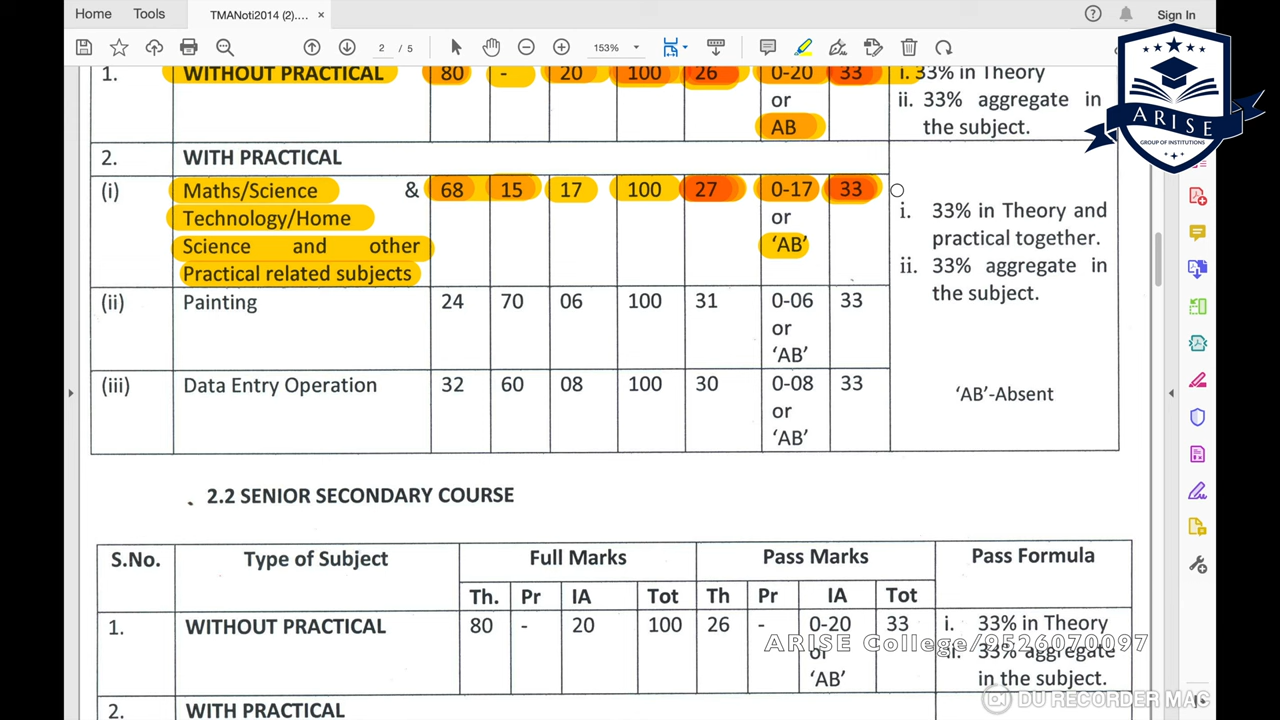 Home Tools TMANoti2014 (2).... × Sign In
2 / 5 153%
1. WITHOUT PRACTICAL 80 - 20 100 26 0-20 33 i. 33% in Theory
or ii. 33% aggregate in
AB the subject.
2. WITH PRACTICAL
(i) Maths/Science & 68 15 17 100 27 0-17 33
Technology/Home or i. 33% in Theory and
Science and other 'AB' practical together.
Practical related subjects ii. 33% aggregate in
(ii) Painting 24 70 06 100 31 0-06 33 the subject.
or
'AB'
(iii) Data Entry Operation 32 60 08 100 30 0-08 33 'AB'-Absent
or
'AB'
2.2 SENIOR SECONDARY COURSE
S.No. Type of Subject Full Marks Pass Marks Pass Formula
Th. Pr IA Tot Th Pr IA Tot
1. WITHOUT PRACTICAL 80 - 20 100 26 - 0-20 33 i. 33% in Theory
or ii. 33% aggregate
'AB' in the subject.
2. WITH PRACTICAL
ARISE
GROUP OF INSTITUTIONS
ARISE College/9526070097
DU RECORDER MAC